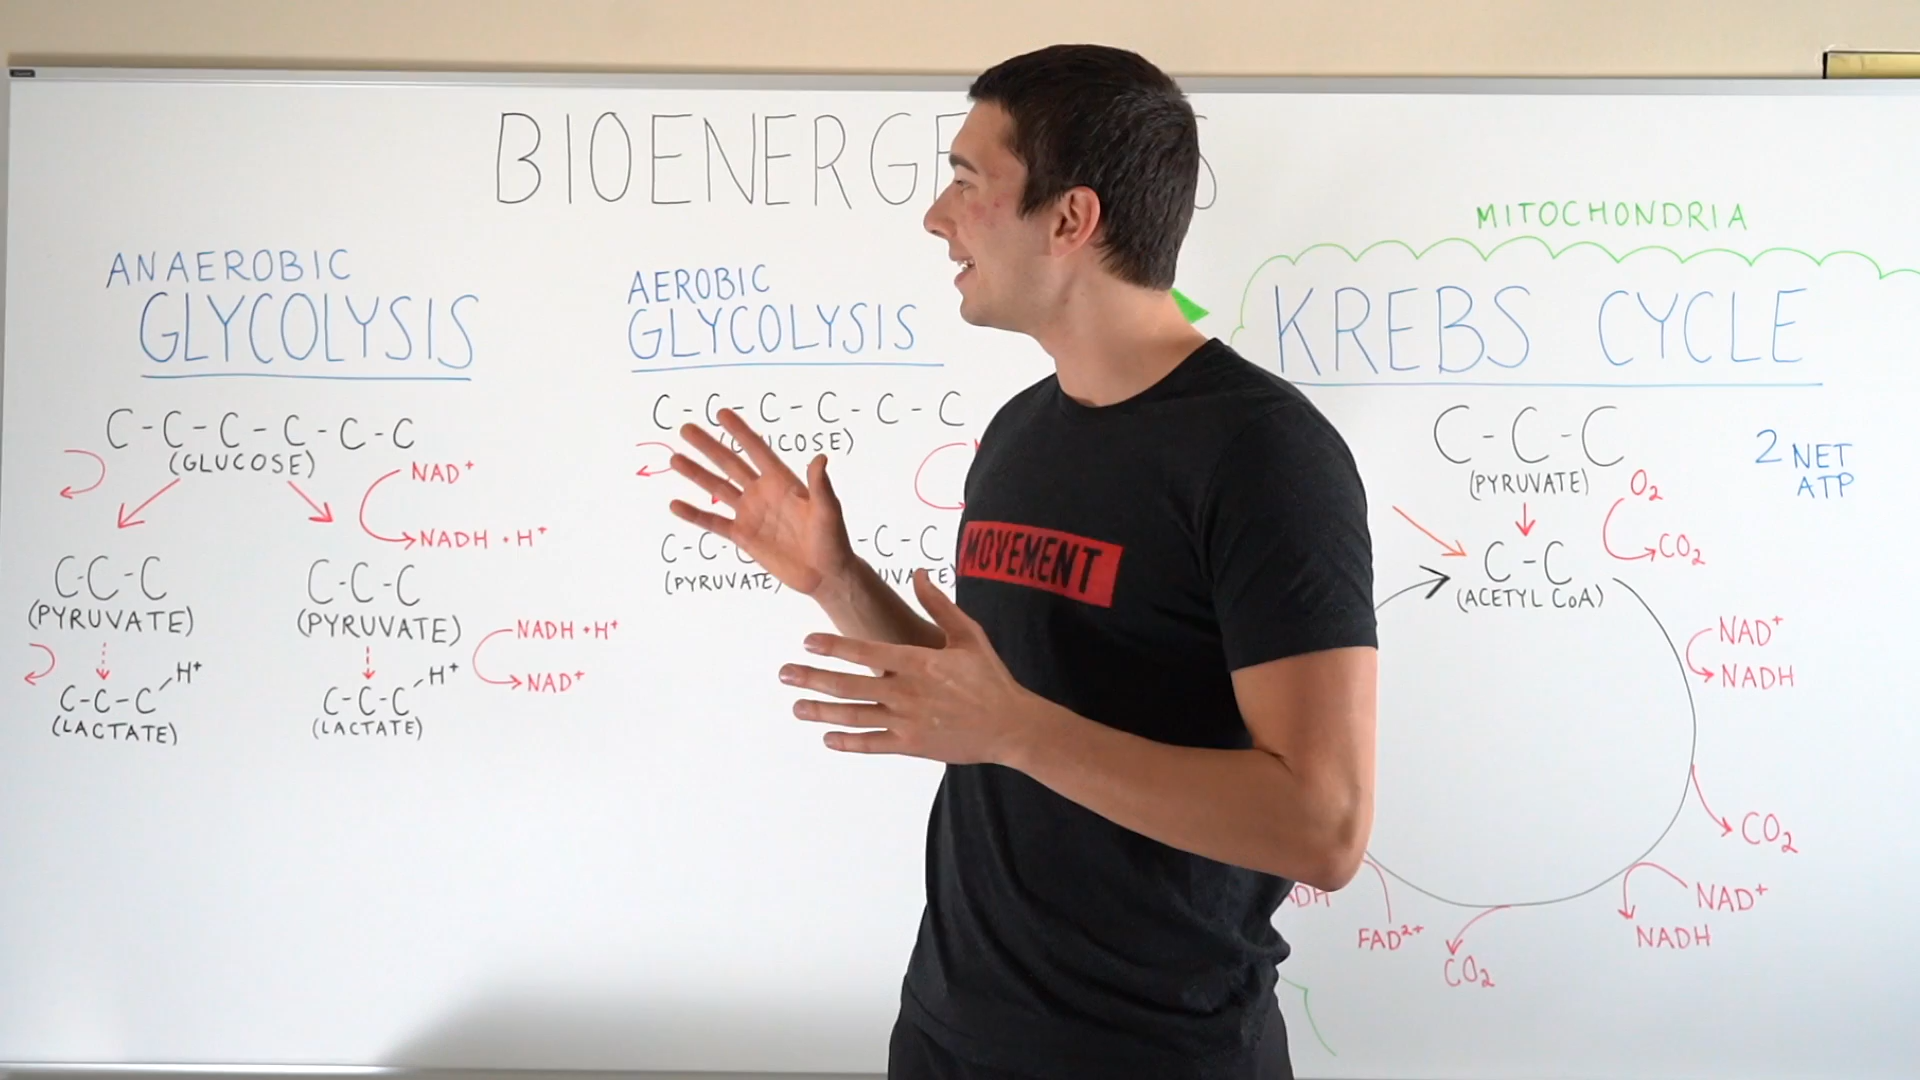 BIOENERGE
ANAEROBIC
GLYCOLYSIS
C-C-C-C-C-C
(GLUCOSE)
NAD+
NADH + H+
C-C-C
(PYRUVATE)
C-C-C
(PYRUVATE)
NADH + H+
NAD+
C-C-C-H+
(LACTATE)
C-C-C-H+
(LACTATE)
AEROBIC
GLYCOLYSIS
C-C-C-C-C-C
(PYRUVATE)
MOVEMENT
MITOCHONDRIA
KREBS CYCLE
C-C-C
(PYRUVATE)
2 NET
ATP
O2
CO2
C-C
(ACETYL CoA)
NAD+
NADH
CO2
NAD+
NADH
FAD2+
CO2